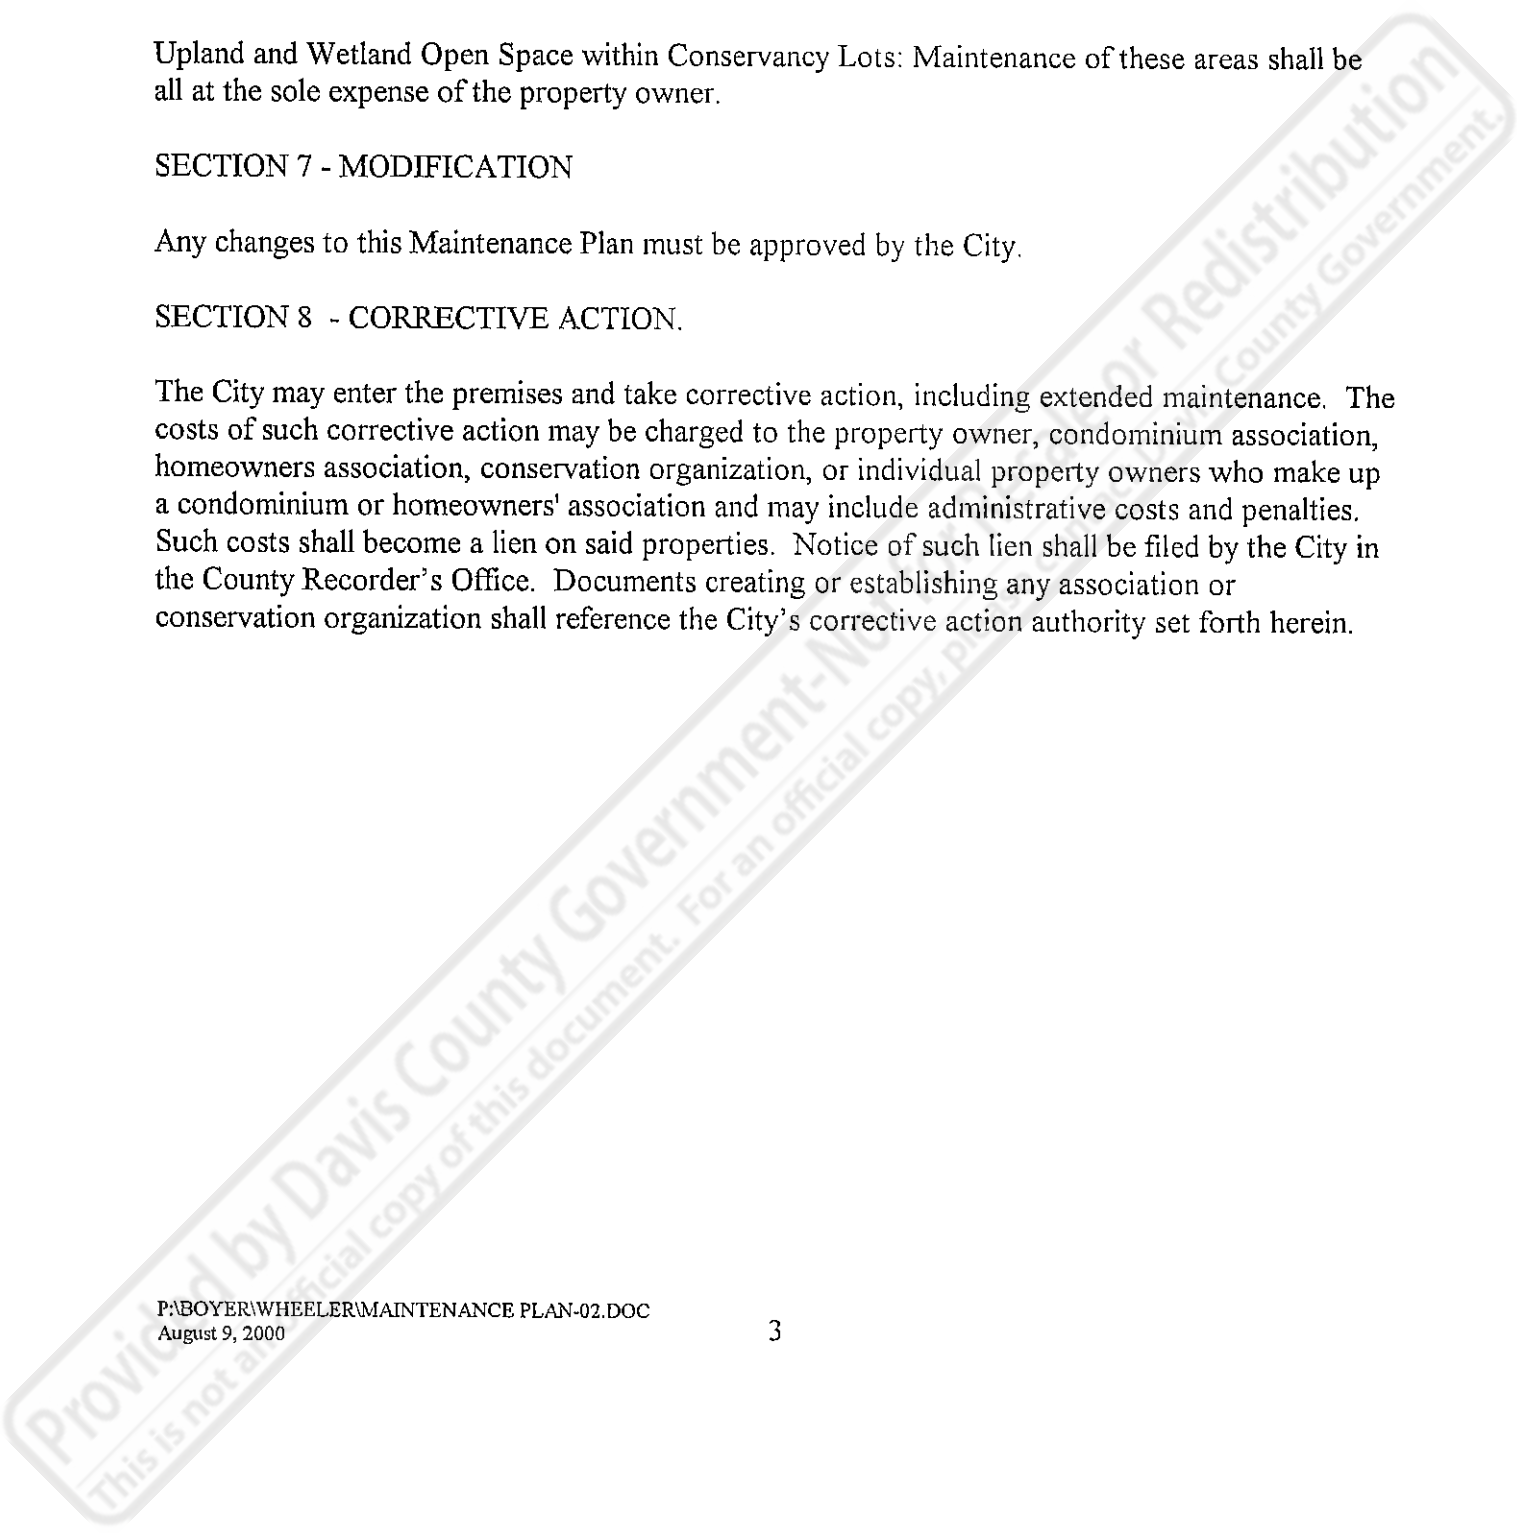 Upland and Wetland Open Space within Conservancy Lots: Maintenance of these areas shall be
all at the sole expense of the property owner.
SECTION 7 - MODIFICATION
Any changes to this Maintenance Plan must be approved by the City.
SECTION 8 - CORRECTIVE ACTION.
The City may enter the premises and take corrective action, including extended maintenance. The
costs of such corrective action may be charged to the property owner, condominium association,
homeowners association, conservation organization, or individual property owners who make up
a condominium or homeowners' association and may include administrative costs and penalties.
Such costs shall become a lien on said properties. Notice of such lien shall be filed by the City in
the County Recorder's Office. Documents creating or establishing any association or
conservation organization shall reference the City's corrective action authority set forth herein.
P:\BOYER\WHEELER\MAINTENANCE PLAN-02.DOC
August 9, 2000
3
Provided by Davis County Government-Not for Resale or Redistribution
This is not an official copy of this document. For an official copy, please contact Davis County Government.